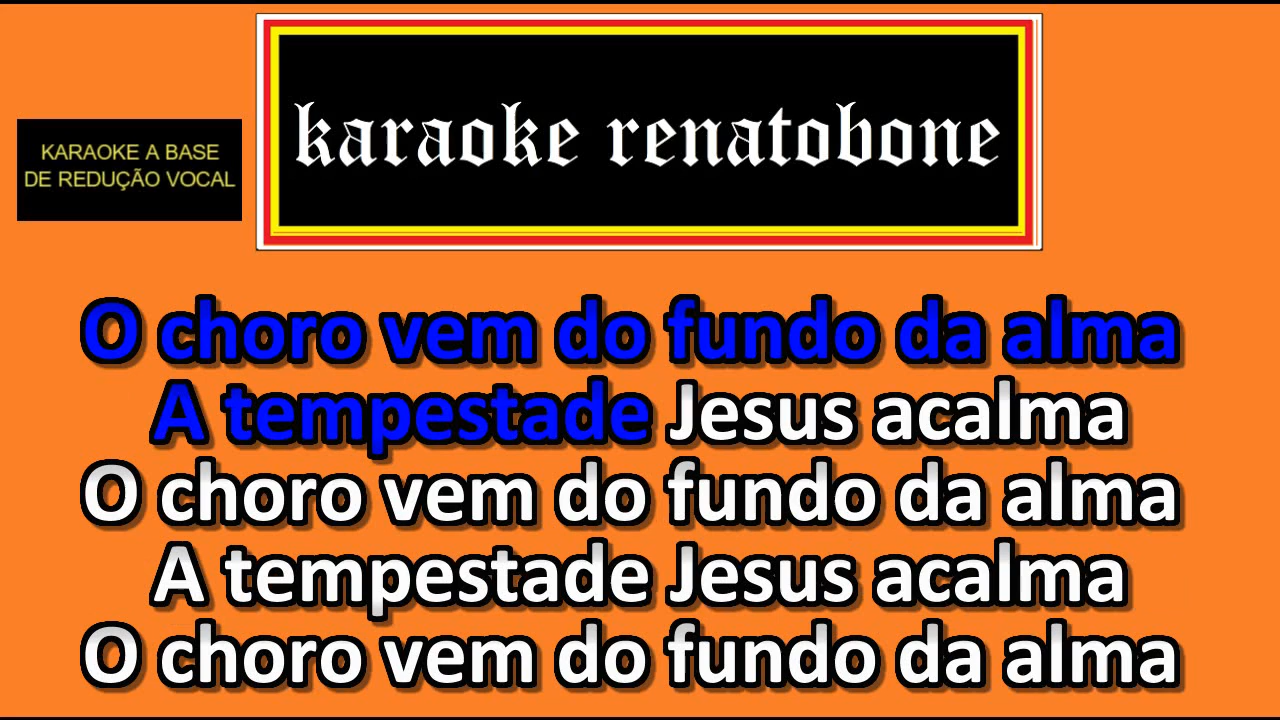 karaoke renatobone
KARAOKE A BASE
DE REDUÇÃO VOCAL
O choro vem do fundo da alma
A tempestade Jesus acalma
O choro vem do fundo da alma
A tempestade Jesus acalma
O choro vem do fundo da alma